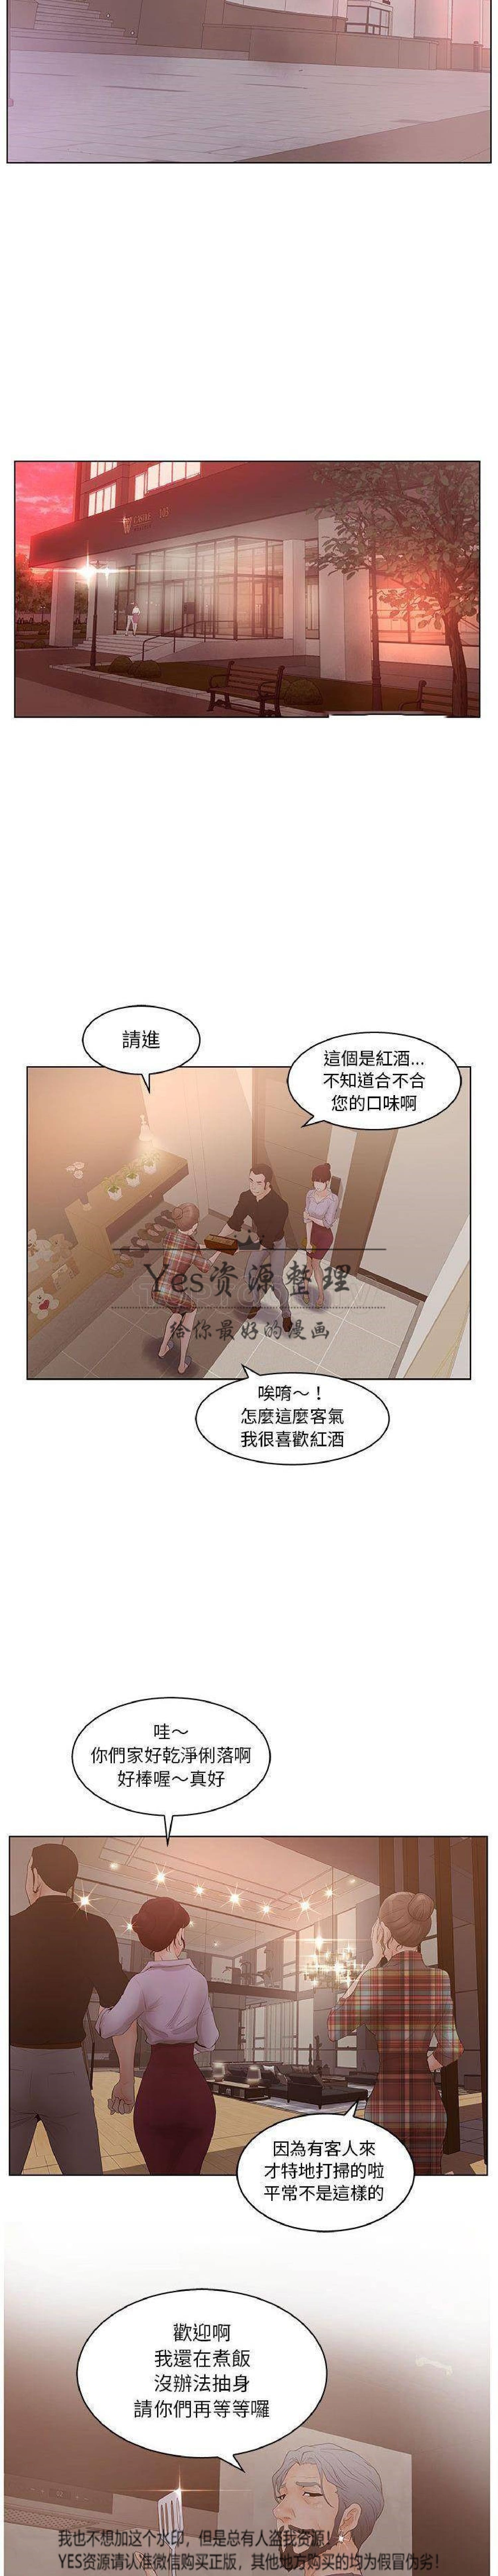 CASTLE 103
請進
這個是紅酒...
不知道合不合
您的口味啊
Yes资源整理
给你最好的漫画
唉唷～！
怎麼這麼客氣
我很喜歡紅酒
哇～
你們家好乾淨俐落啊
好棒喔～真好
因為有客人來
才特地打掃的啦
平常不是這樣的
歡迎啊
我還在煮飯
沒辦法抽身
請你們再等等囉
我也不想加这个水印，但是总有人盗我资源！
YES资源请认准微信购买正版，其他地方购买的均为假冒伪劣！